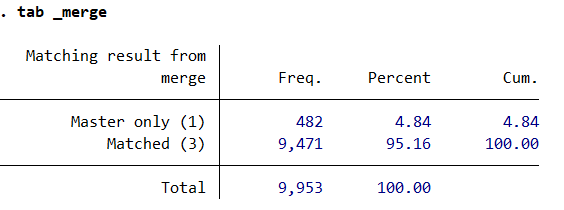 . tab _merge
Matching result from
merge Freq. Percent Cum.
Master only (1) 482 4.84 4.84
Matched (3) 9,471 95.16 100.00
Total 9,953 100.00